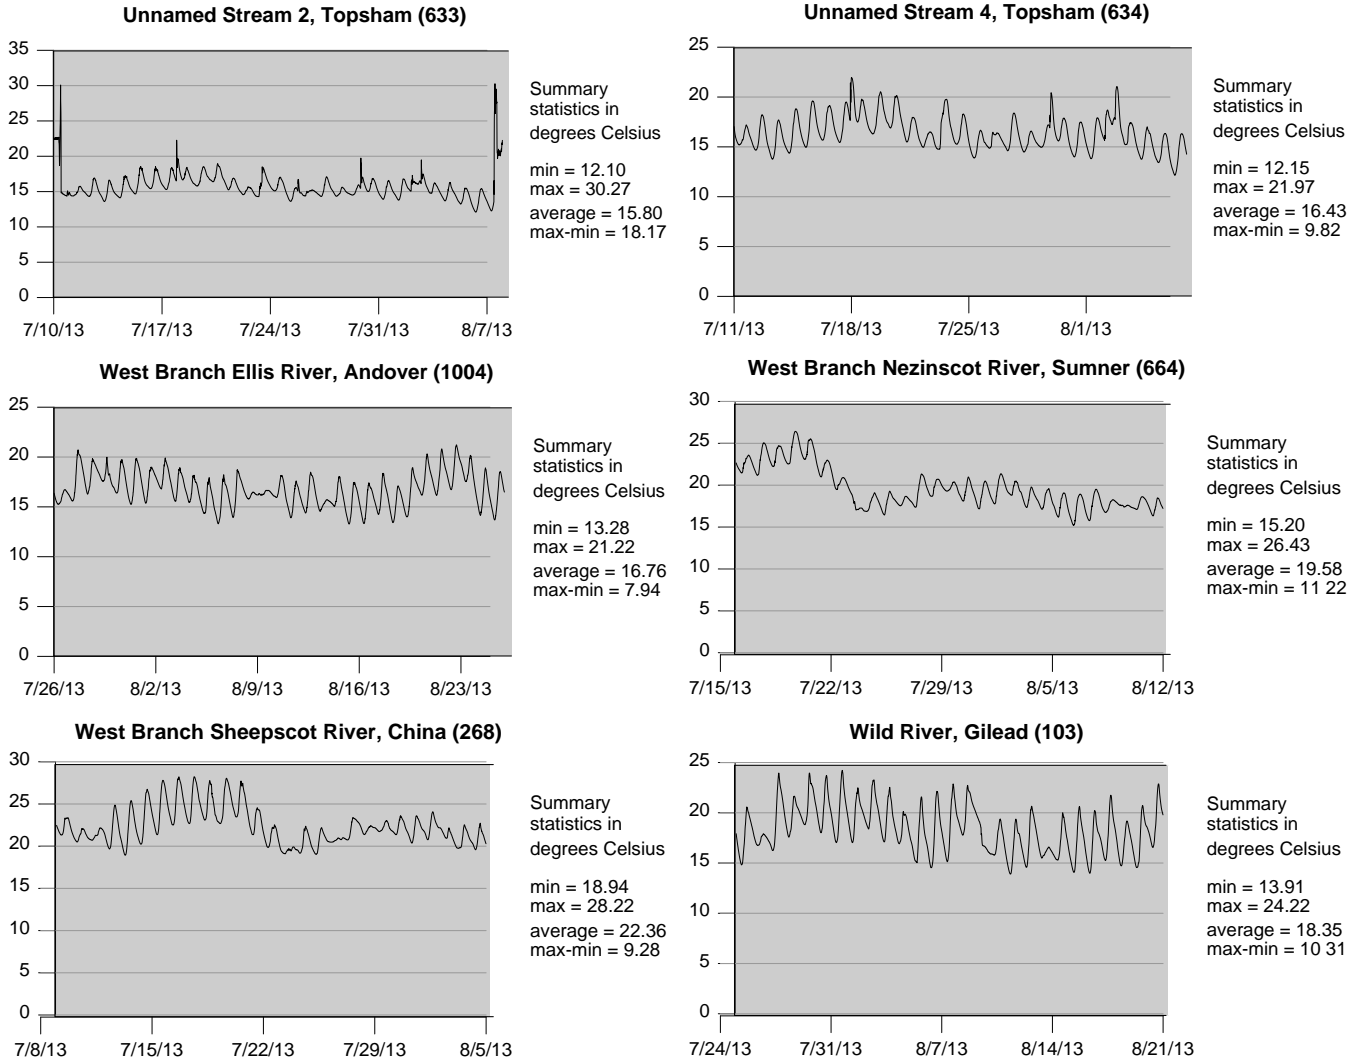 Unnamed Stream 2, Topsham (633)
35
30
25
20
15
10
5
0
7/10/13 7/17/13 7/24/13 7/31/13 8/7/13
Summary
statistics in
degrees Celsius
min = 12.10
max = 30.27
average = 15.80
max-min = 18.17
Unnamed Stream 4, Topsham (634)
25
20
15
10
5
0
7/11/13 7/18/13 7/25/13 8/1/13
Summary
statistics in
degrees Celsius
min = 12.15
max = 21.97
average = 16.43
max-min = 9.82
West Branch Ellis River, Andover (1004)
25
20
15
10
5
0
7/26/13 8/2/13 8/9/13 8/16/13 8/23/13
Summary
statistics in
degrees Celsius
min = 13.28
max = 21.22
average = 16.76
max-min = 7.94
West Branch Nezinscot River, Sumner (664)
30
25
20
15
10
5
0
7/15/13 7/22/13 7/29/13 8/5/13 8/12/13
Summary
statistics in
degrees Celsius
min = 15.20
max = 26.43
average = 19.58
max-min = 11 22
West Branch Sheepscot River, China (268)
30
25
20
15
10
5
0
7/8/13 7/15/13 7/22/13 7/29/13 8/5/13
Summary
statistics in
degrees Celsius
min = 18.94
max = 28.22
average = 22.36
max-min = 9.28
Wild River, Gilead (103)
25
20
15
10
5
0
7/24/13 7/31/13 8/7/13 8/14/13 8/21/13
Summary
statistics in
degrees Celsius
min = 13.91
max = 24.22
average = 18.35
max-min = 10 31